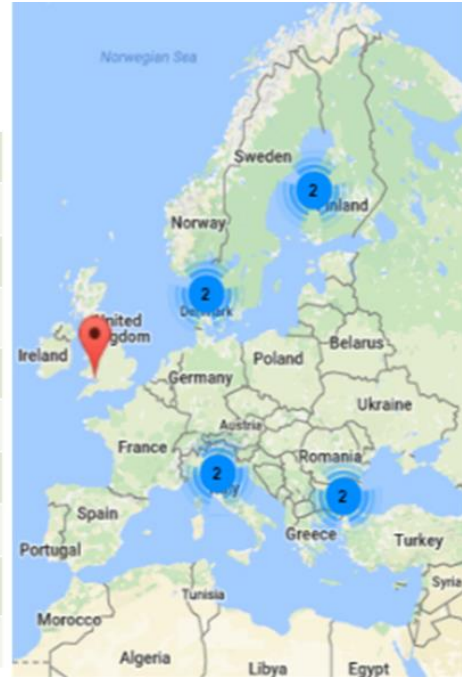 Norwegian Sea
Sweden
2
Finland
Norway
2
Denmark
United
Kingdom
Ireland
Belarus
Poland
Germany
Ukraine
Austria
France
Romania
2
Italy
2
Spain
Greece
Turkey
Portugal
Syria
Tunisia
Morocco
Algeria
Libya
Egypt